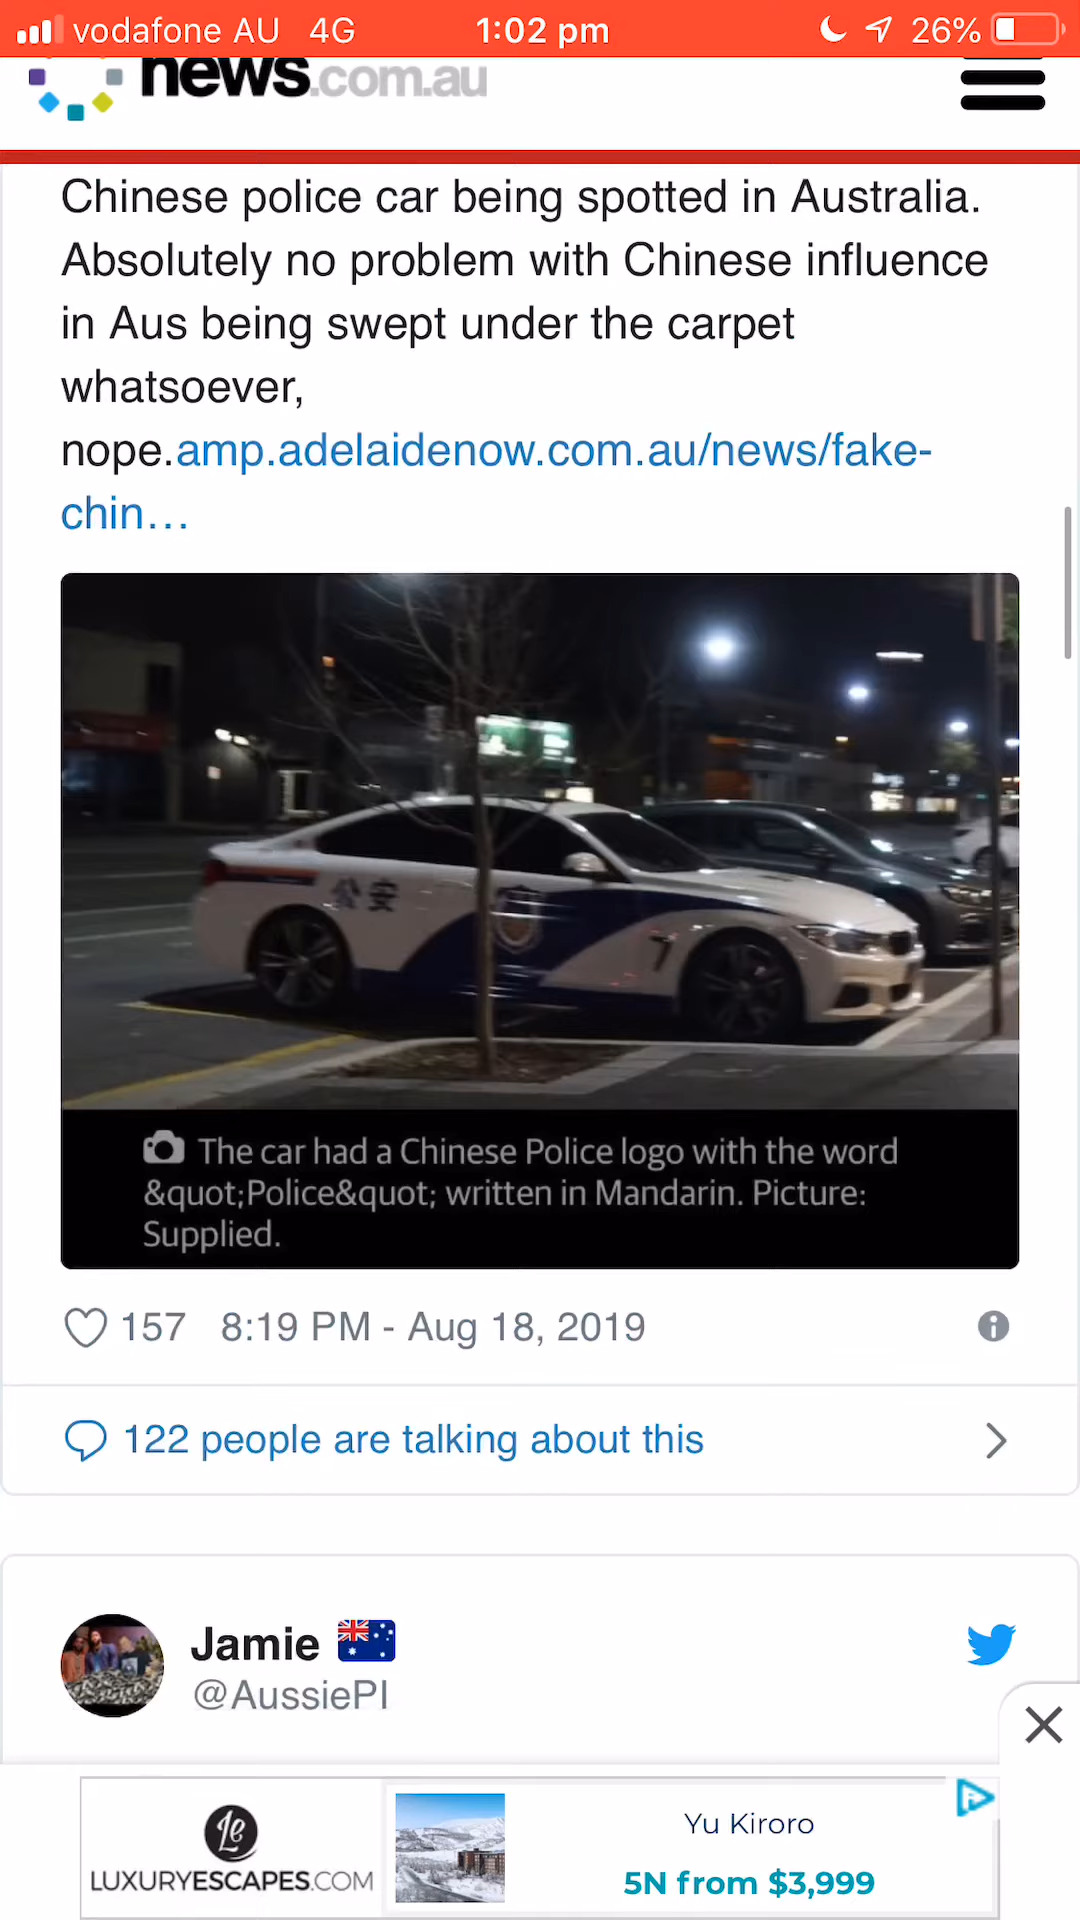 vodafone AU 4G 1:02 pm 26%
news.com.au
Chinese police car being spotted in Australia.
Absolutely no problem with Chinese influence
in Aus being swept under the carpet
whatsoever,
nope.amp.adelaidenow.com.au/news/fake-
chin…
公安
The car had a Chinese Police logo with the word
&quot;Police&quot; written in Mandarin. Picture:
Supplied.
157 8:19 PM - Aug 18, 2019
122 people are talking about this
Jamie
@AussiePI
Le
LUXURYESCAPES.COM
Yu Kiroro
5N from $3,999